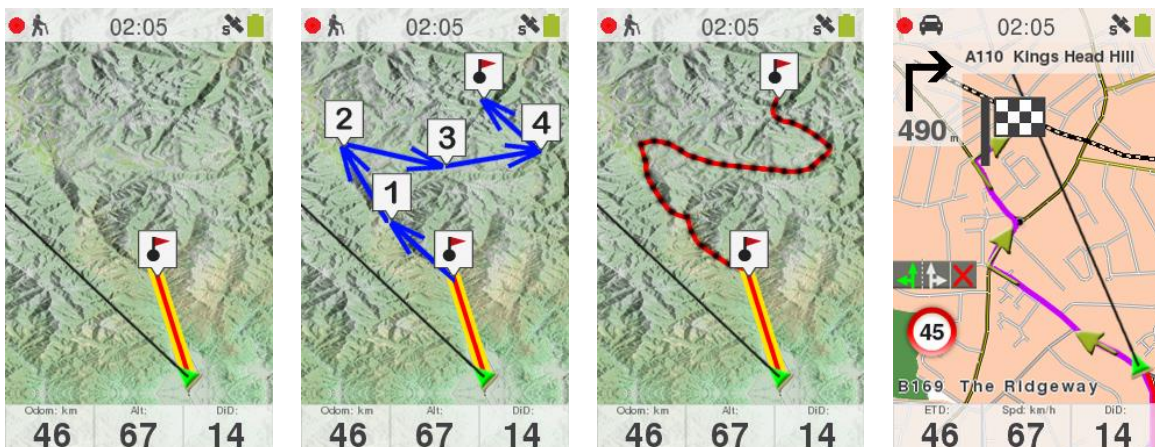 02:05
S
Odom: km Alt: DiD:
46 67 14
02:05
S
2
3
4
1
Odom: km Alt: DiD:
46 67 14
02:05
S
Odom: km Alt: DiD:
46 67 14
02:05
S
A110 Kings Head Hill
490 m
45
B169 The Ridgeway
ETD: Spd: km/h DiD:
46 67 14